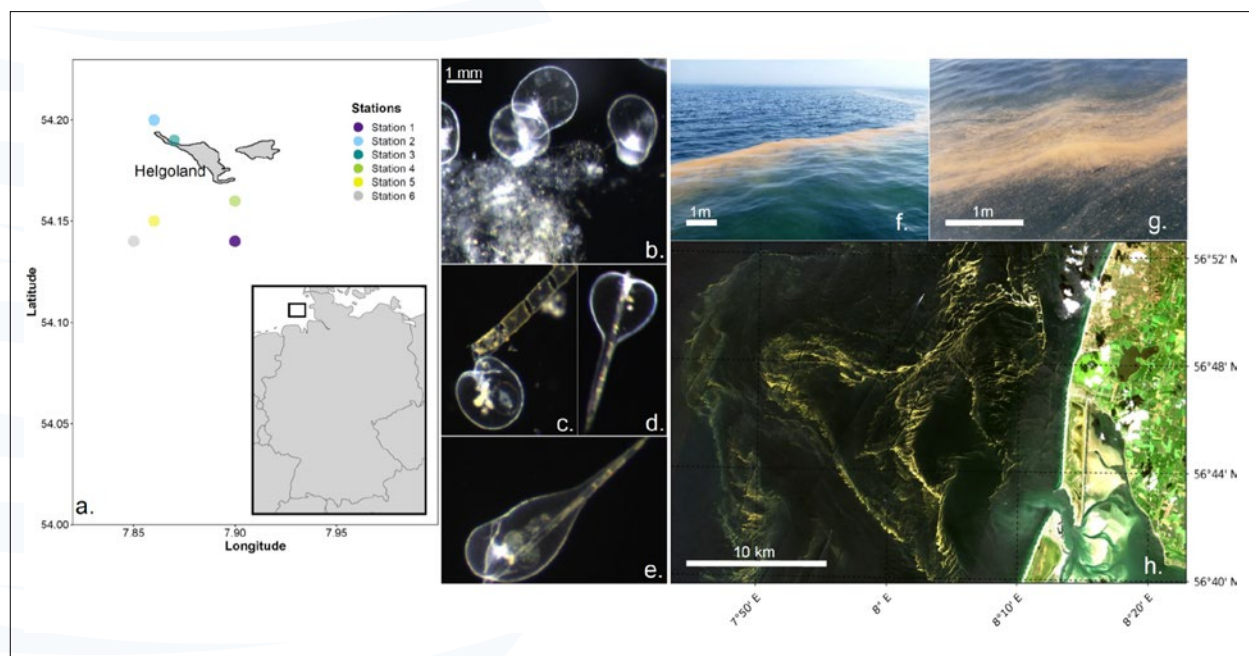 54.20
54.15
54.10
54.05
54.00
Latitude
7.85
7.90
7.95
Longitude
Helgoland
Stations
Station 1
Station 2
Station 3
Station 4
Station 5
Station 6
a.
1 mm
b.
c.
d.
e.
1m
f.
1m
g.
56°52' N
56°48' N
56°44' N
56°40' N
10 km
h.
7°50' E
8° E
8°10' E
8°20' E